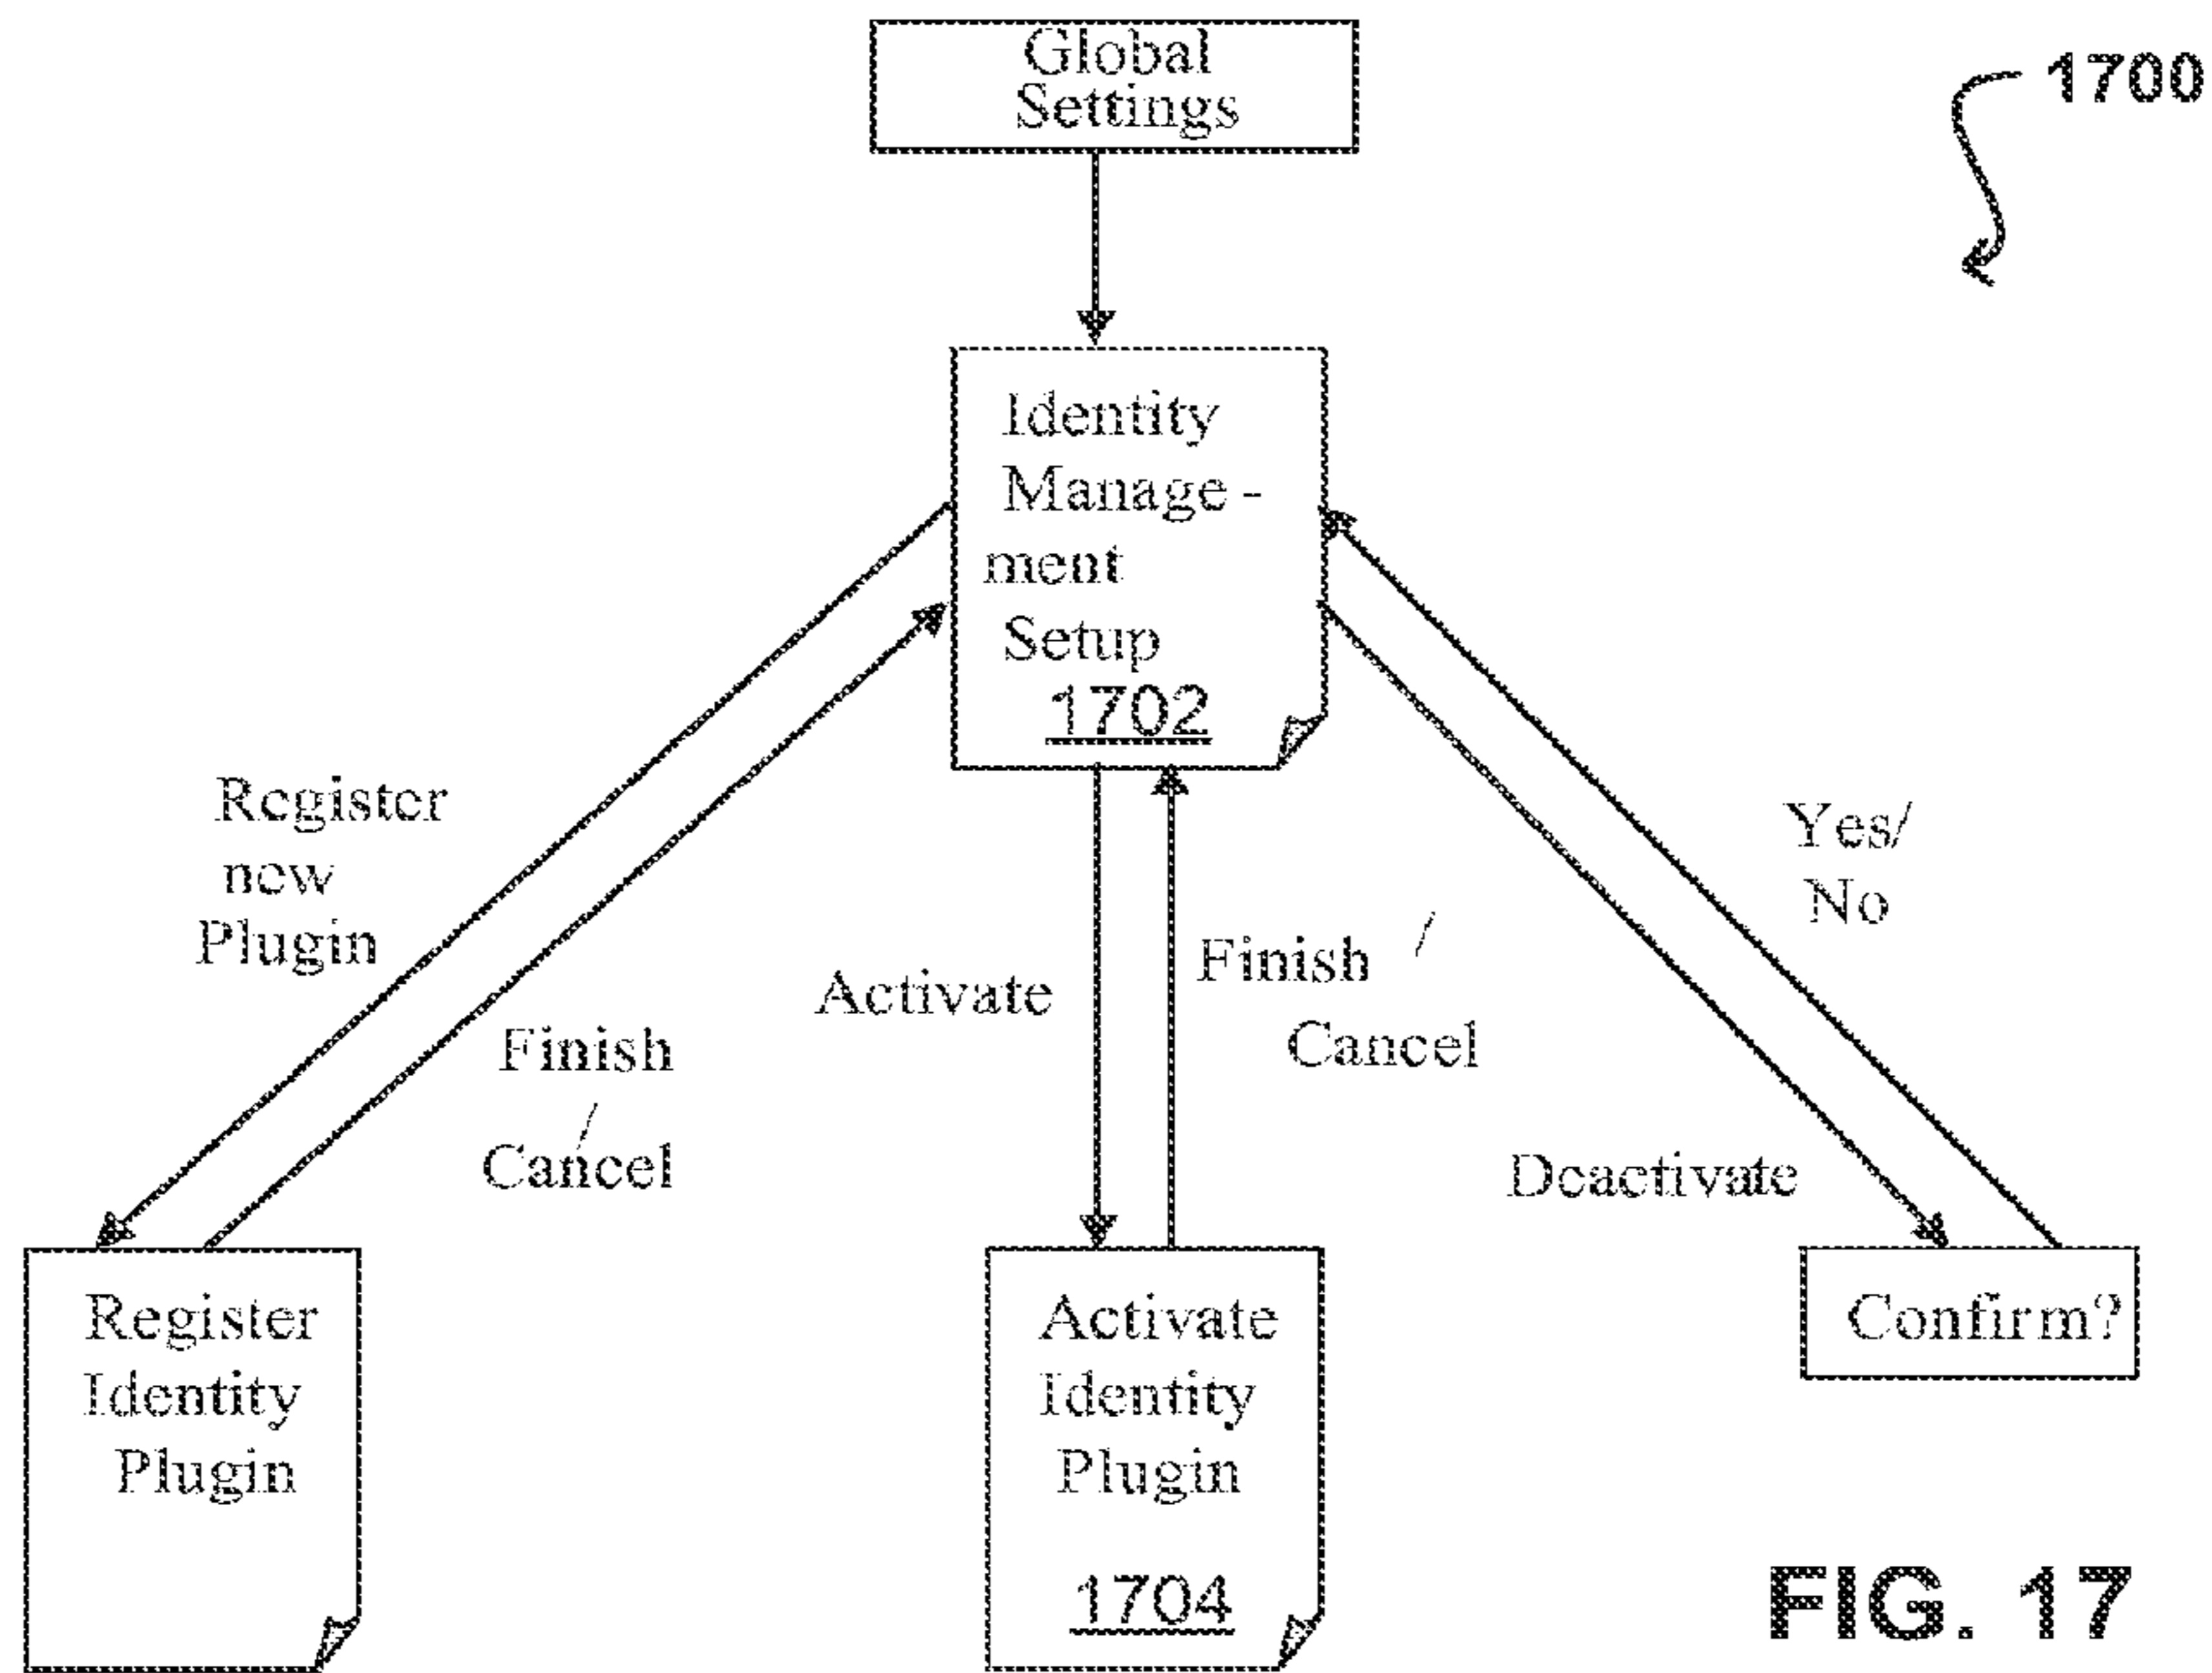 Global
Settings
1700
Identity
Manage -
ment
Setup
1702
Register
new
Plugin
Finish
/
Cancel
Activate
Finish /
Cancel
Yes/
No
Deactivate
Register
Identity
Plugin
Activate
Identity
Plugin
1704
Confirm?
FIG. 17